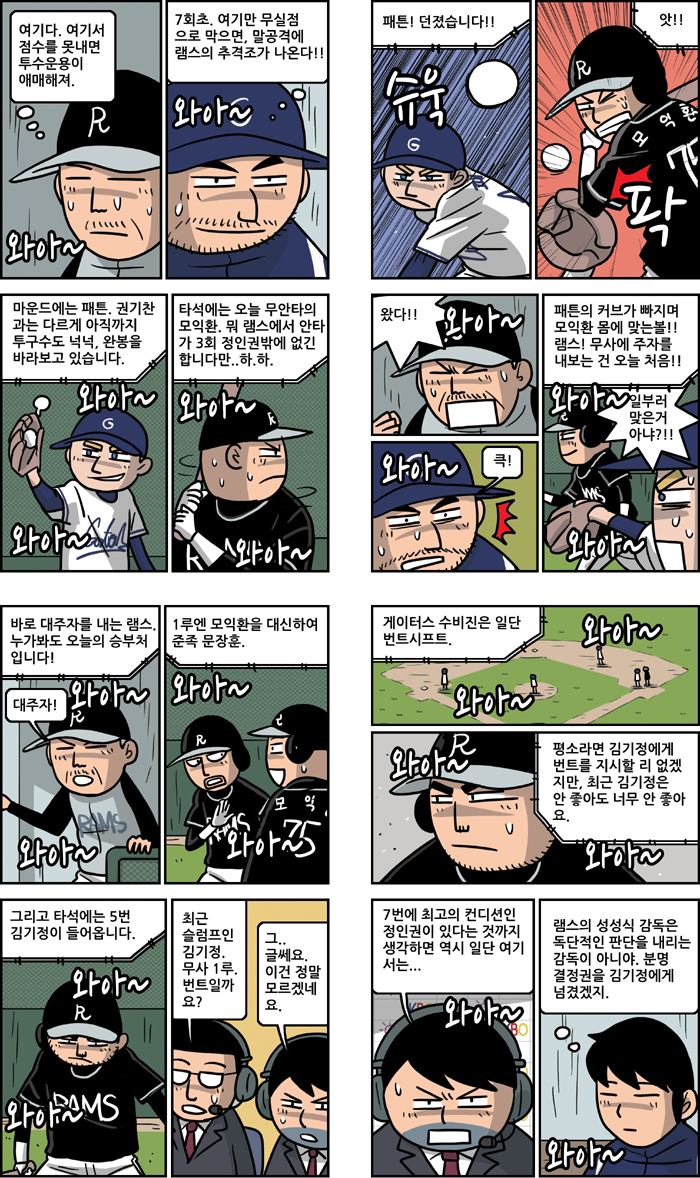 여기다. 여기서
점수를 못내면
투수운용이
애매해져.
R
와아~
7회초. 여기만 무실점
으로 막으면, 말공격에
램스의 추격조가 나온다!!
와아~
마운드에는 패튼. 권기찬
과는 다르게 아직까지
투구수도 넉넉, 완봉을
바라보고 있습니다.
와아~
G
와아~
타석에는 오늘 무안타의
모익환. 뭐 램스에서 안타
가 3회 정인권밖에 없긴
합니다만..하.하.
와아~
R
와아~
바로 대주자를 내는 램스.
누가봐도 오늘의 승부처
입니다!
와아~
대주자!
R
RAMS
와아~
1루엔 모익환을 대신하여
준족 문장훈.
와아~
R
모익
RAMS
와아~
75
그리고 타석에는 5번
김기정이 들어옵니다.
와아~
R
와아~
RAMS
최근
슬럼프인
김기정.
무사 1루.
번트일까
요?
그..
글쎄요.
이건 정말
모르겠네
요.
패튼! 던졌습니다!!
슈욱
G
앗!!
R
모익환
75
팍
왔다!!
와아~
와아~
큭!
패튼의 커브가 빠지며
모익환 몸에 맞는볼!!
램스! 무사에 주자를
내보는 건 오늘 처음!!
와아~
일부러
맞은거
아냐?!!
와아~
게이터스 수비진은 일단
번트시프트.
와아~
와아~
R
와아~
평소라면 김기정에게
번트를 지시할 리 없겠
지만, 최근 김기정은
안 좋아도 너무 안 좋아
요.
와아~
7번에 최고의 컨디션인
정인권이 있다는 것까지
생각하면 역시 일단 여기
서는...
와아~
램스의 성성식 감독은
독단적인 판단을 내리는
감독이 아니야. 분명
결정권을 김기정에게
넘겼겠지.
와아~